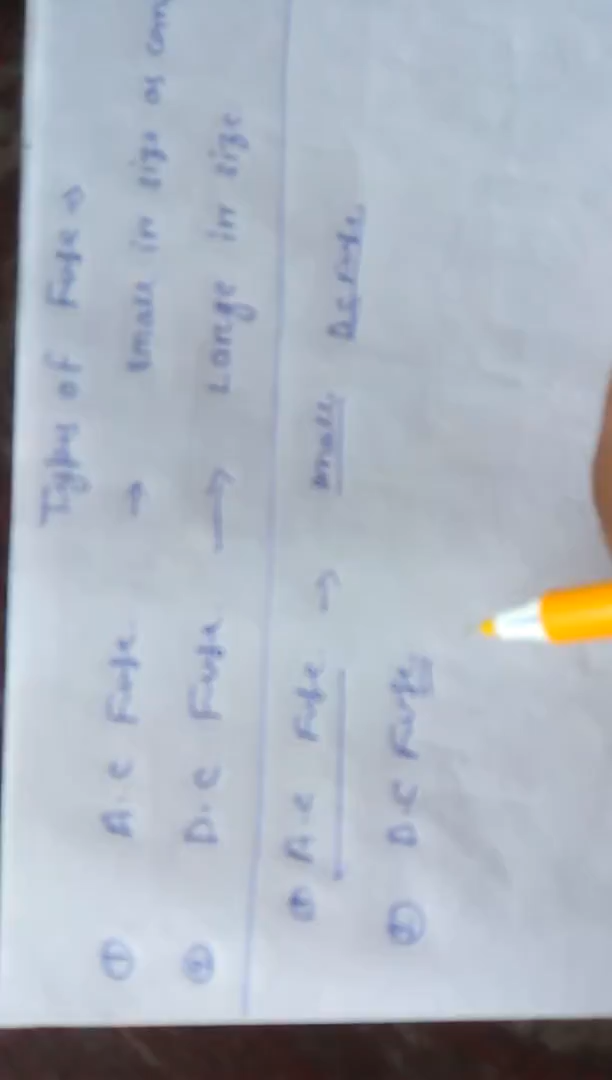 Types of Fuse →
① A.C Fuse → small in size as com
② D.C Fuse → Large in size
① A.C Fuse → small, DC Fuse
② D.C Fuse